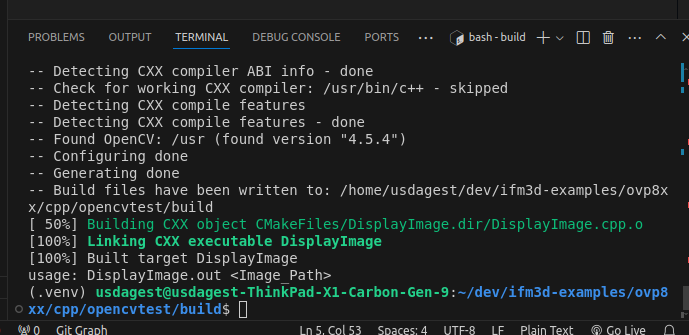 PROBLEMS OUTPUT TERMINAL DEBUG CONSOLE PORTS ··· bash - build
-- Detecting CXX compiler ABI info - done
-- Check for working CXX compiler: /usr/bin/c++ - skipped
-- Detecting CXX compile features
-- Detecting CXX compile features - done
-- Found OpenCV: /usr (found version "4.5.4")
-- Configuring done
-- Generating done
-- Build files have been written to: /home/usdagest/dev/ifm3d-examples/ovp8x
x/cpp/opencvtest/build
[ 50%] Building CXX object CMakeFiles/DisplayImage.dir/DisplayImage.cpp.o
[100%] Linking CXX executable DisplayImage
[100%] Built target DisplayImage
usage: DisplayImage.out <Image_Path>
(.venv) usdagest@usdagest-ThinkPad-X1-Carbon-Gen-9:~/dev/ifm3d-examples/ovp8
xx/cpp/opencvtest/build$
0 Git Graph Ln 5, Col 53 Spaces: 4 UTF-8 LF Plain Text Go Live